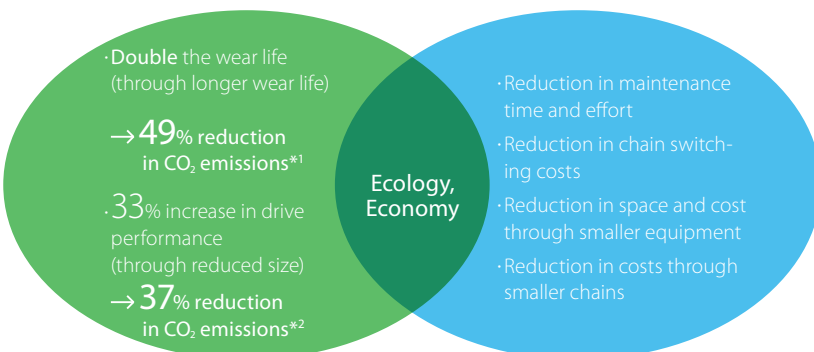 ·Double the wear life
(through longer wear life)
→49% reduction
in CO₂ emissions*¹
·33% increase in drive
performance
(through reduced size)
→37% reduction
in CO₂ emissions*²
Ecology,
Economy
·Reduction in maintenance
time and effort
·Reduction in chain switch-
ing costs
·Reduction in space and cost
through smaller equipment
·Reduction in costs through
smaller chains